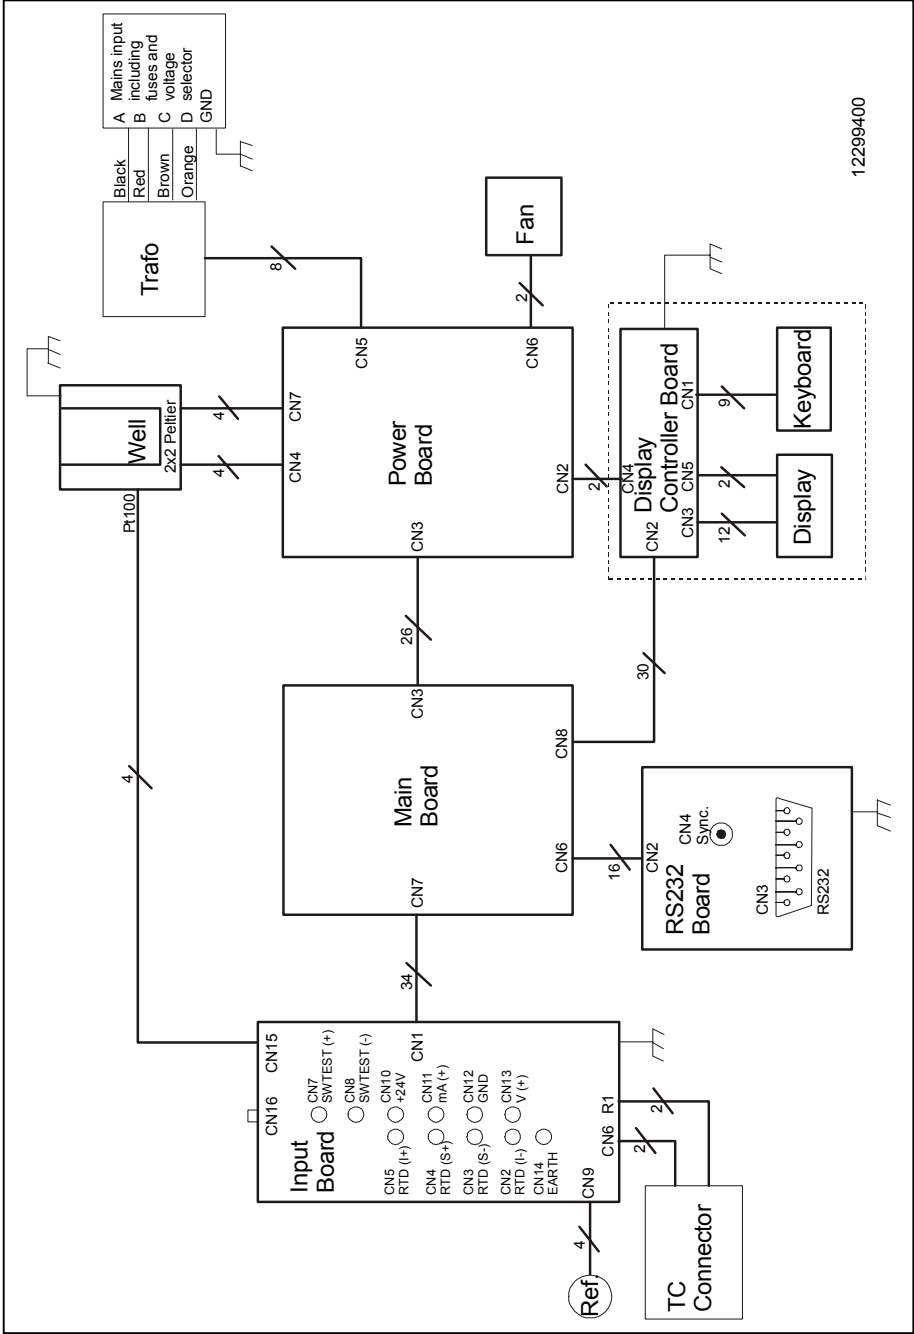 A Mains input
B including
fuses and
C voltage
D selector
GND
Black
Red
Brown
Orange
Trafo
8
Fan
2
12299400
Well
2x2 Peltier
Pt100
4
4
4
CN7
CN4
CN5
CN6
Power
Board
CN3
CN2
2
CN4
Display
Controller Board
CN2
CN3
CN5
CN1
12
2
9
Display
Keyboard
26
30
CN3
Main
Board
CN7
CN6
CN8
16
CN2
CN4
Sync.
RS232
Board
CN3
RS232
34
CN15
CN16
CN1
Input
Board
CN7
SWTEST (+)
CN8
SWTEST (-)
CN5
RTD (I+)
CN10
+24V
CN4
RTD (S+)
CN11
mA (+)
CN3
RTD (S-)
CN12
GND
CN2
RTD (I-)
CN13
V (+)
CN14
EARTH
CN9
CN6
R1
4
2
2
Ref.
TC
Connector